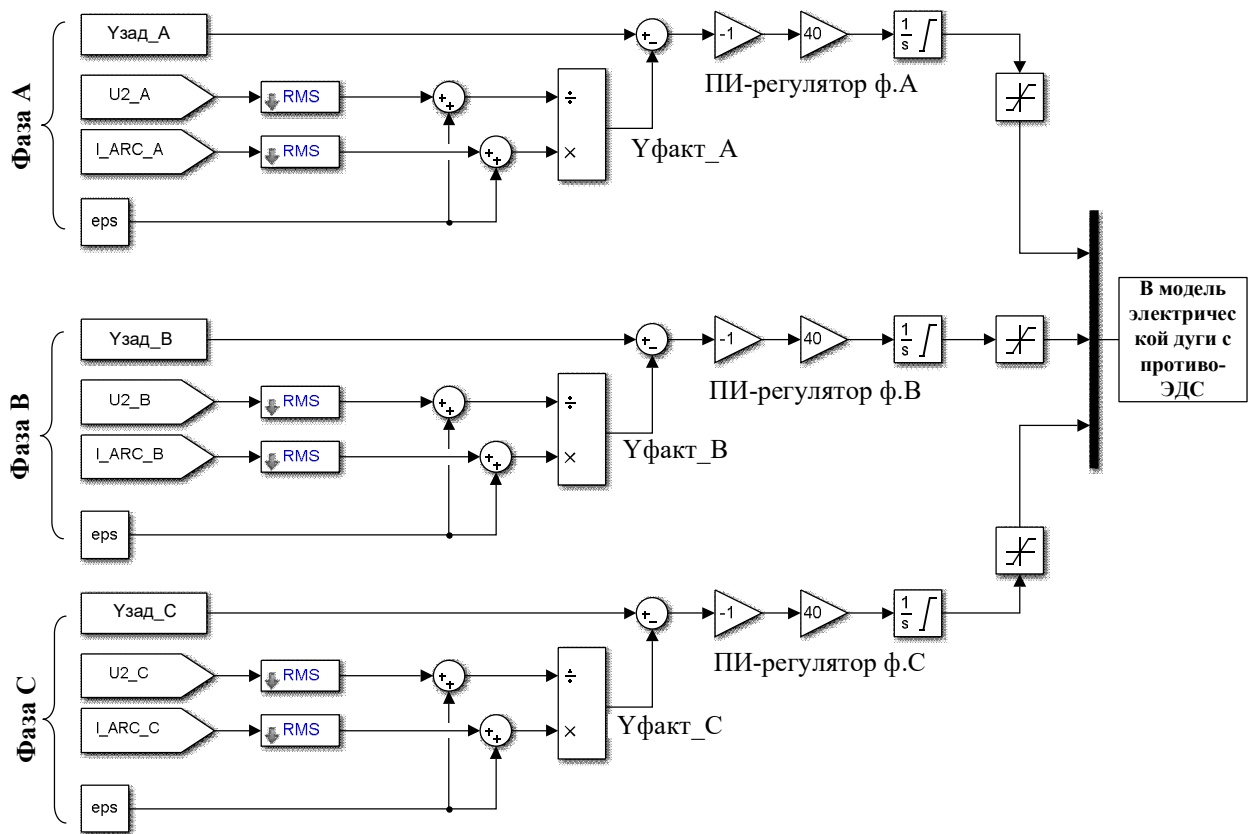 Фаза А
Yзад_A
U2_A
RMS
I_ARC_A
RMS
eps
+
-
+
+
+
+
÷
×
Yфакт_A
-1
40
1
s
ПИ-регулятор ф.А
Фаза В
Yзад_B
U2_B
RMS
I_ARC_B
RMS
eps
+
-
+
+
+
+
÷
×
Yфакт_B
-1
40
1
s
ПИ-регулятор ф.В
В модель
электричес
кой дуги с
противо-
ЭДС
Фаза С
Yзад_C
U2_C
RMS
I_ARC_C
RMS
eps
+
-
+
+
+
+
÷
×
Yфакт_C
-1
40
1
s
ПИ-регулятор ф.С